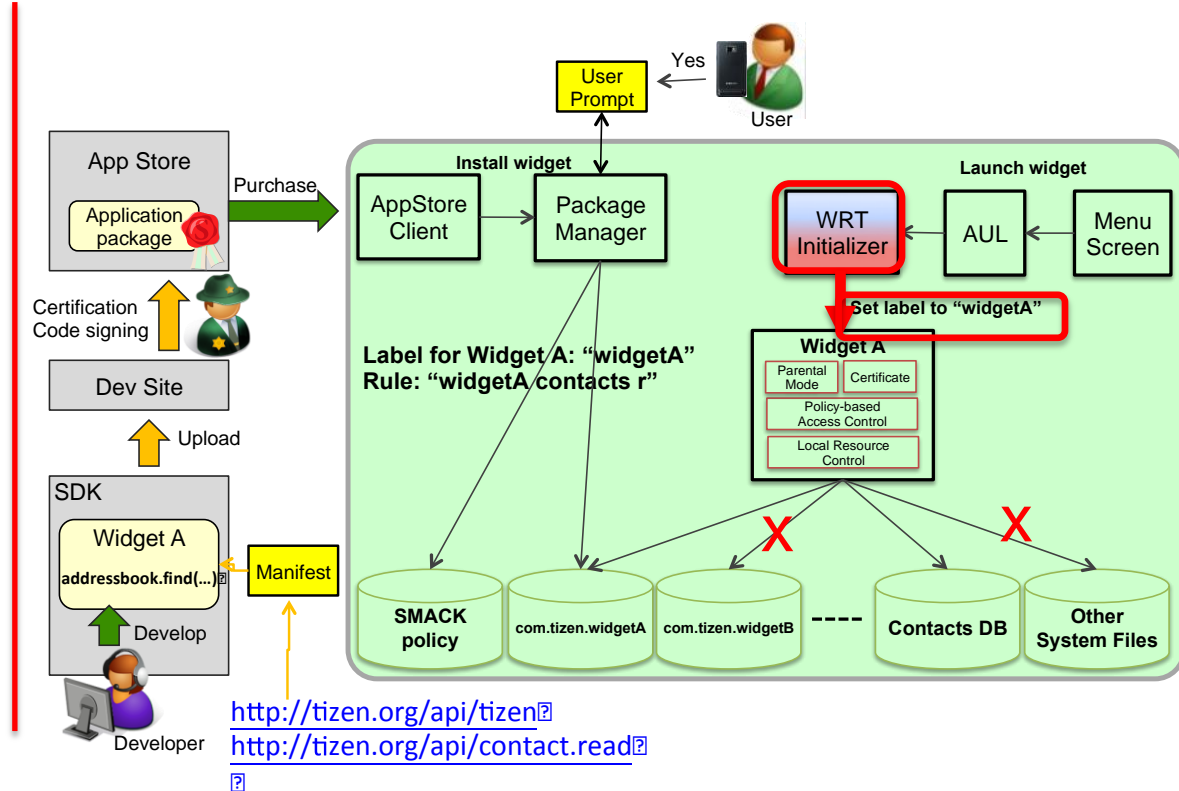 User
Prompt
Yes
User
App Store
Application
package
Purchase
Install widget
AppStore
Client
Package
Manager
Launch widget
WRT
Initializer
AUL
Menu
Screen
Set label to “widgetA”
Certification
Code signing
Label for Widget A: “widgetA”
Rule: “widgetA contacts r”
Widget A
Parental
Mode
Certificate
Policy-based
Access Control
Local Resource
Control
Dev Site
Upload
SDK
Widget A
addressbook.find(...)
Manifest
Develop
Developer
X
X
SMACK
policy
com.tizen.widgetA
com.tizen.widgetB
----
Contacts DB
Other
System Files
http://tizen.org/api/tizen
http://tizen.org/api/contact.read